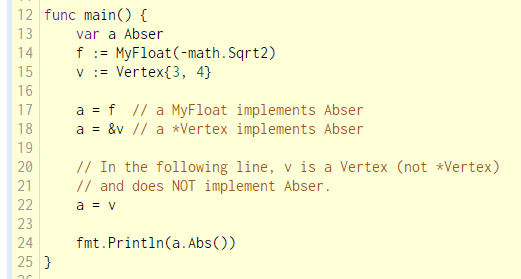 12 func main() {
13 var a Abser
14 f := MyFloat(-math.Sqrt2)
15 v := Vertex{3, 4}
16
17 a = f // a MyFloat implements Abser
18 a = &v // a *Vertex implements Abser
19
20 // In the following line, v is a Vertex (not *Vertex)
21 // and does NOT implement Abser.
22 a = v
23
24 fmt.Println(a.Abs())
25 }